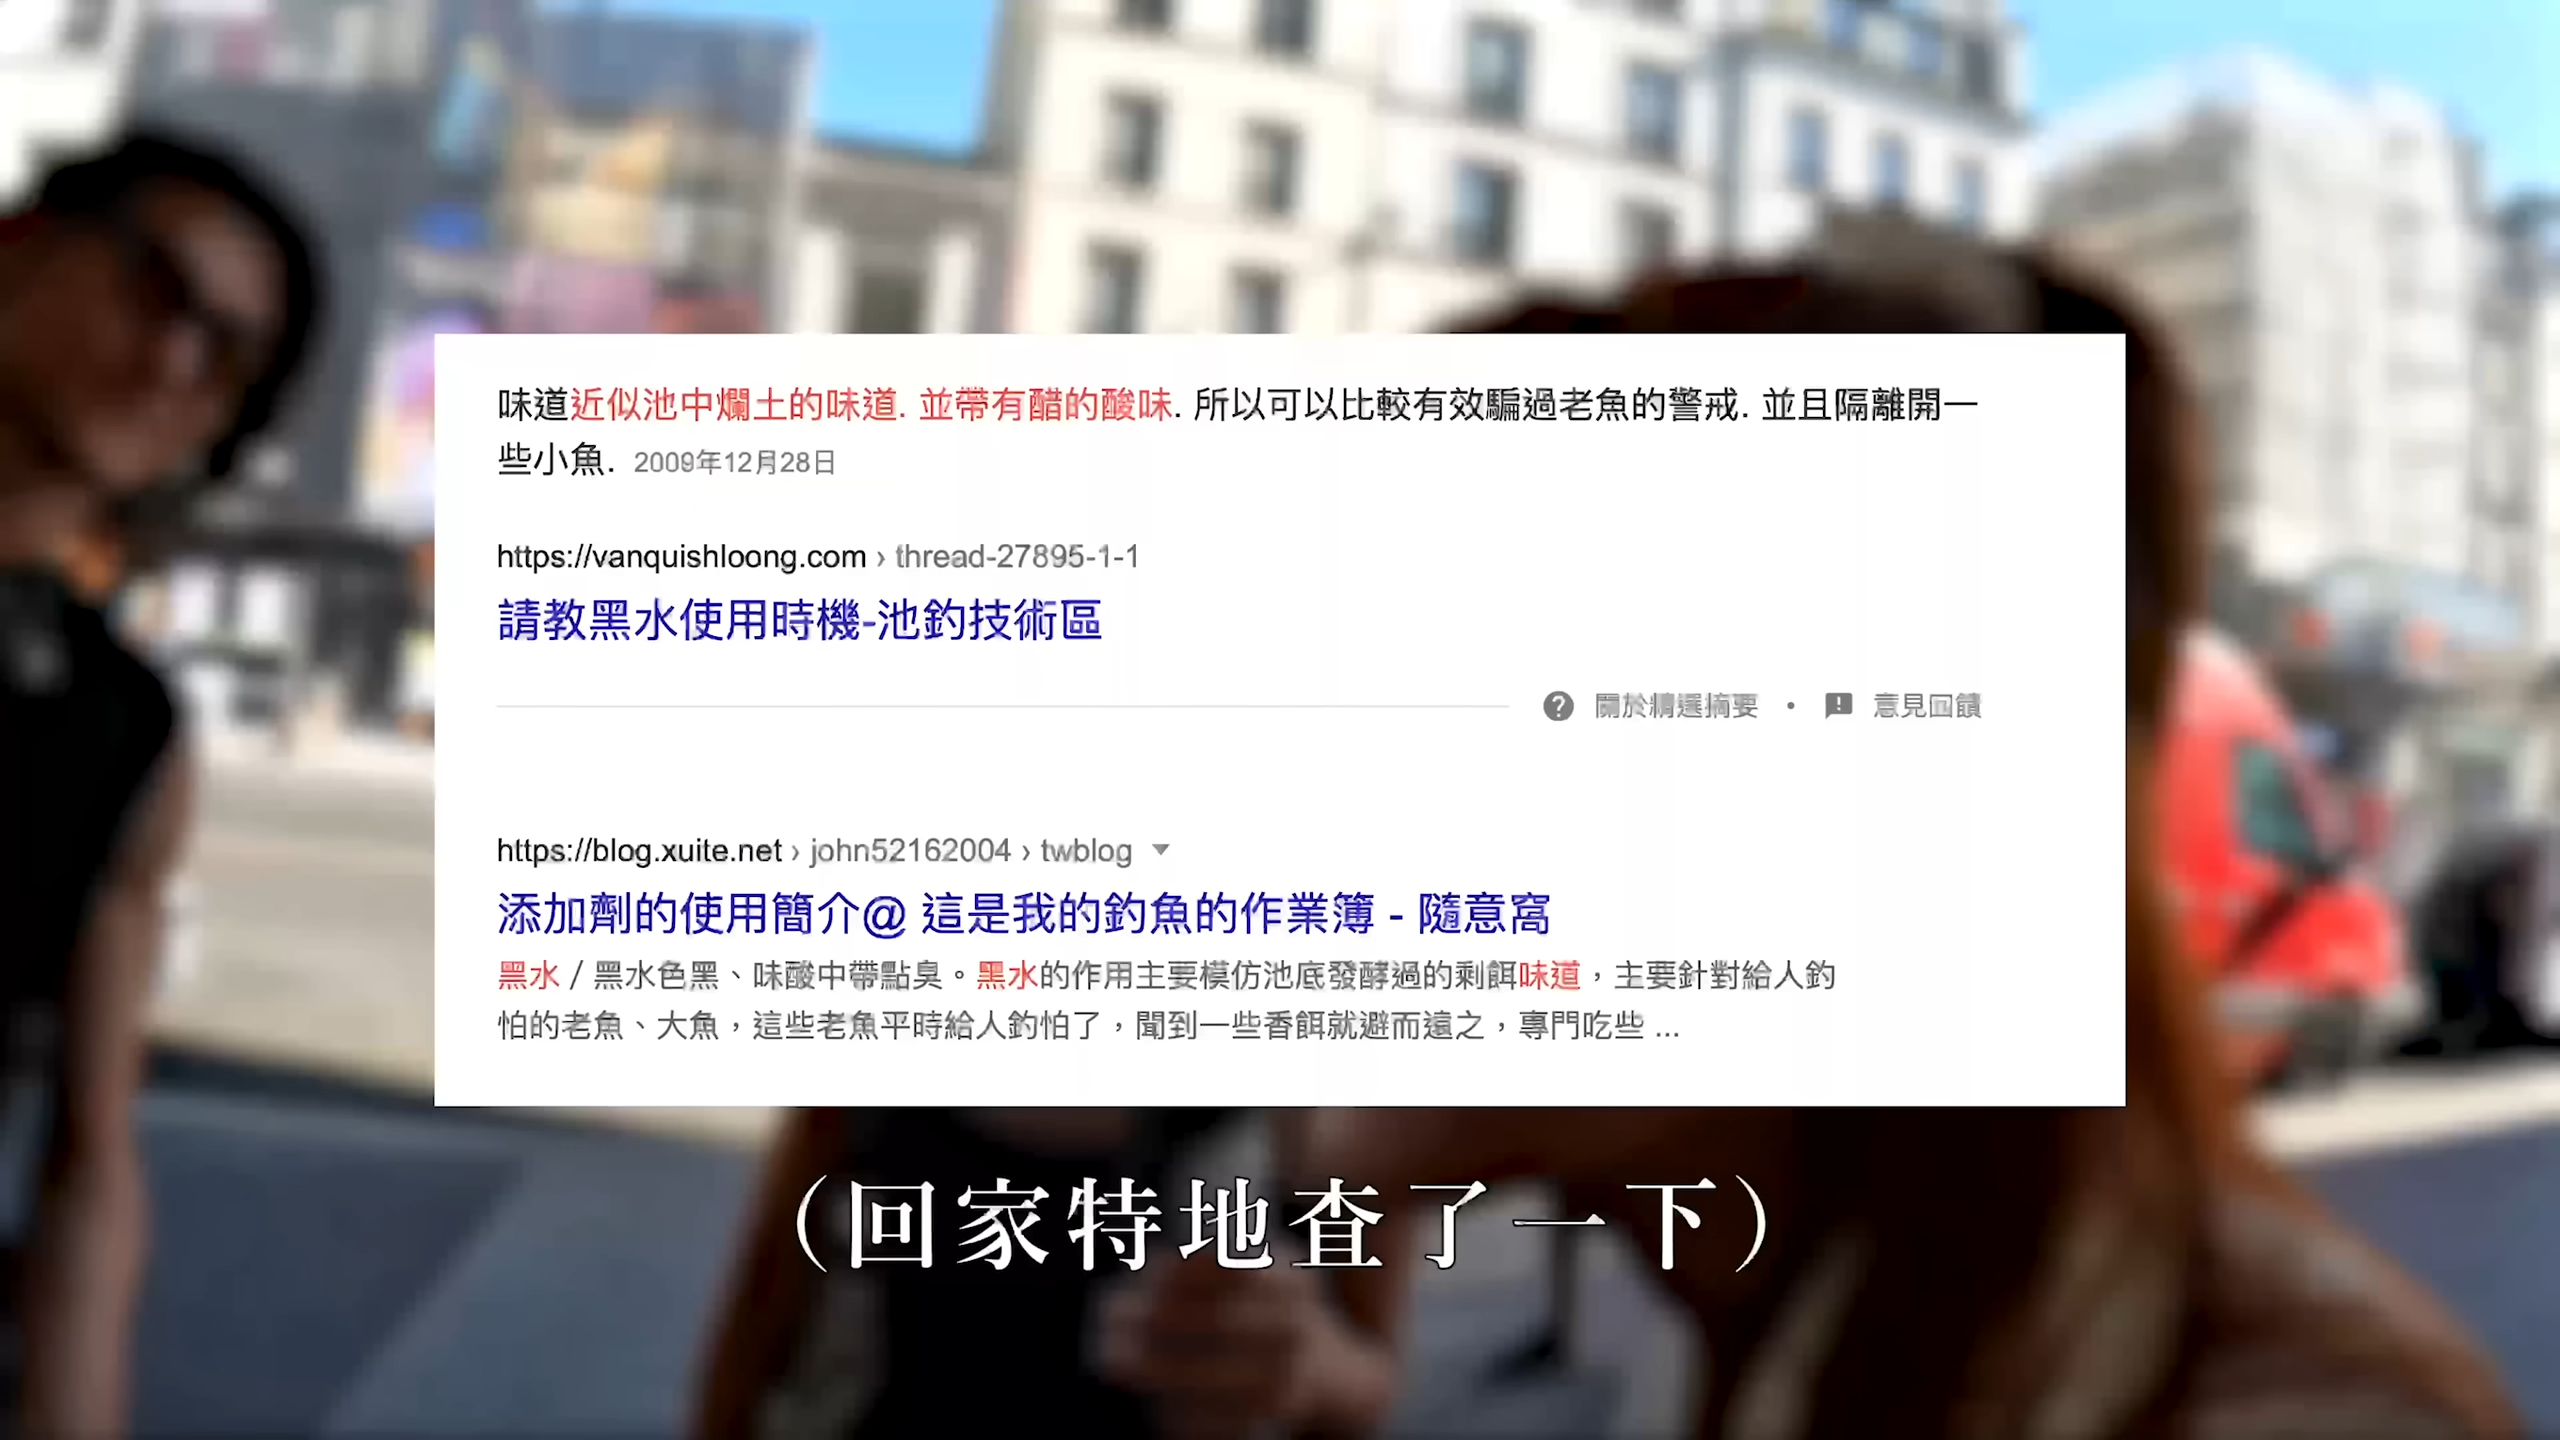 味道近似池中爛土的味道. 並帶有醋的酸味. 所以可以比較有效騙過老魚的警戒. 並且隔離開一
些小魚. 2009年12月28日
https://vanquishloong.com › thread-27895-1-1
請教黑水使用時機-池釣技術區
關於精選摘要 • 意見回饋
https://blog.xuite.net › john52162004 › twblog
添加劑的使用簡介@ 這是我的釣魚的作業簿 - 隨意窩
黑水 / 黑水色黑、味酸中帶點臭。黑水的作用主要模仿池底發酵過的剩餌味道，主要針對給人釣
怕的老魚、大魚，這些老魚平時給人釣怕了，聞到一些香餌就避而遠之，專門吃些 ...
（回家特地查了一下）